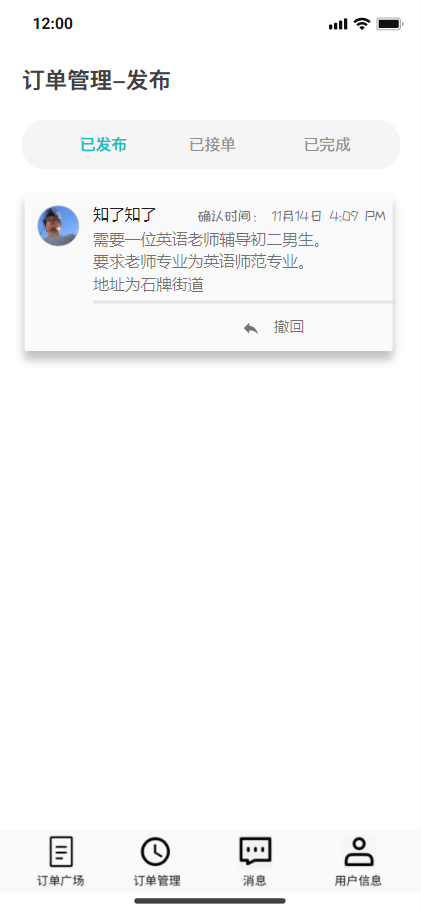 12:00
订单管理–发布
已发布 已接单 已完成
知了知了 确认时间： 11月14日 4:09 PM
需要一位英语老师辅导初二男生。
要求老师专业为英语师范专业。
地址为石牌街道
撤回
订单广场 订单管理 消息 用户信息